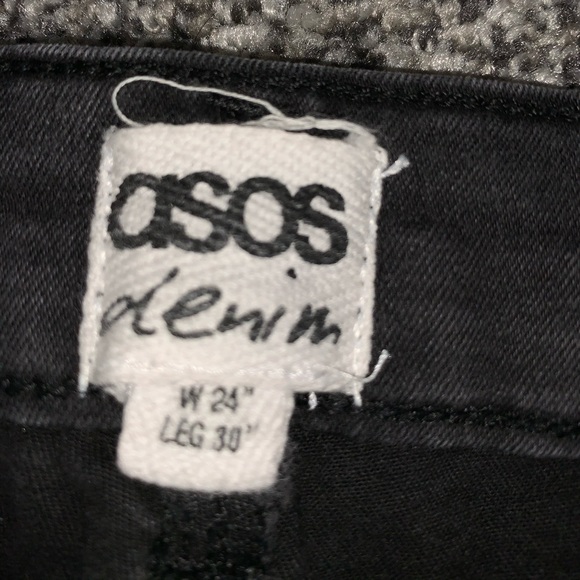 asos
denim
W 24"
LEG 30"